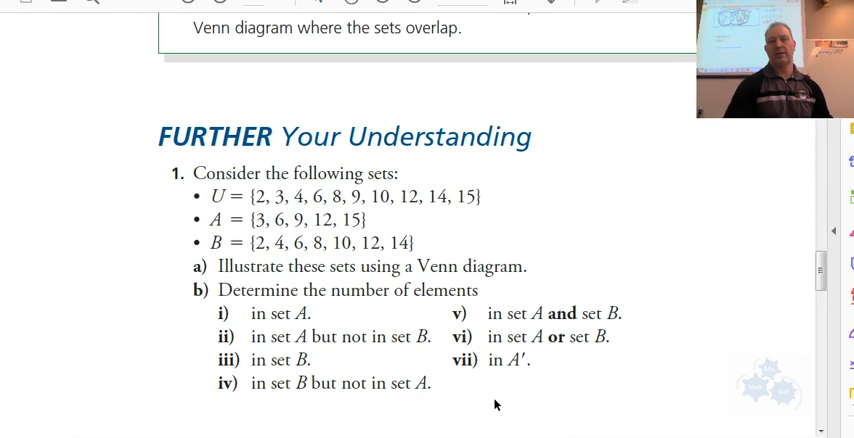 Venn diagram where the sets overlap.
FURTHER Your Understanding
1. Consider the following sets:
• U = {2, 3, 4, 6, 8, 9, 10, 12, 14, 15}
• A = {3, 6, 9, 12, 15}
• B = {2, 4, 6, 8, 10, 12, 14}
a) Illustrate these sets using a Venn diagram.
b) Determine the number of elements
i) in set A.
ii) in set A but not in set B.
iii) in set B.
iv) in set B but not in set A.
v) in set A and set B.
vi) in set A or set B.
vii) in A′.